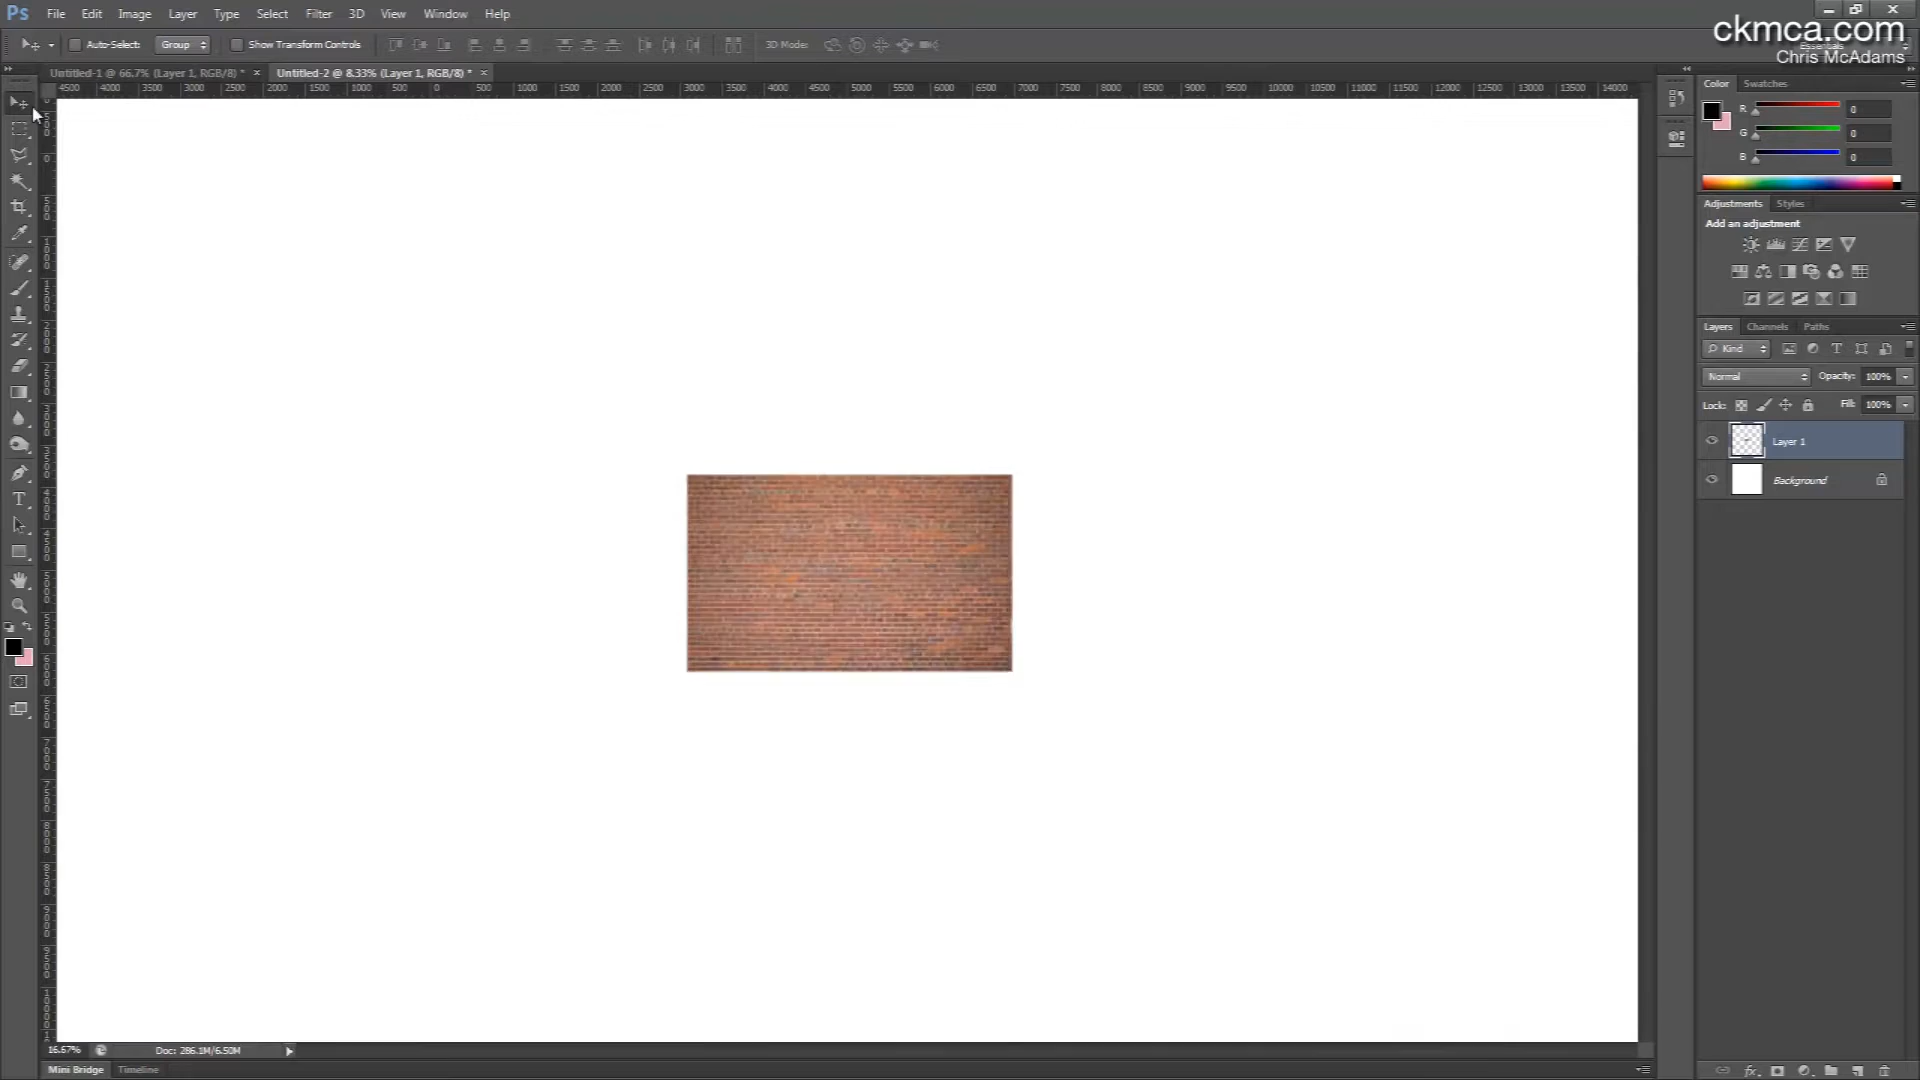 Ps File Edit Image Layer Type Select Filter 3D View Window Help
ckmca.com
Auto-Select: Group Show Transform Controls 3D Mode: Essentials
Chris McAdams
Untitled-1 @ 66.7% (Layer 1, RGB/8) * × Untitled-2 @ 8.33% (Layer 1, RGB/8) * ×
4500 4000 3500 3000 2500 2000 1500 1000 500 0 500 1000 1500 2000 2500 3000 3500 4000 4500 5000 5500 6000 6500 7000 7500 8000 8500 9000 9500 10000 10500 11000 11500 12000 12500 13000 13500 14000
Color Swatches
R 0
G 0
B 0
Adjustments Styles
Add an adjustment
Layers Channels Paths
Kind
Normal Opacity: 100%
Lock: Fill: 100%
Layer 1
Background
16.67% Doc: 286.1M/6.50M
Mini Bridge Timeline